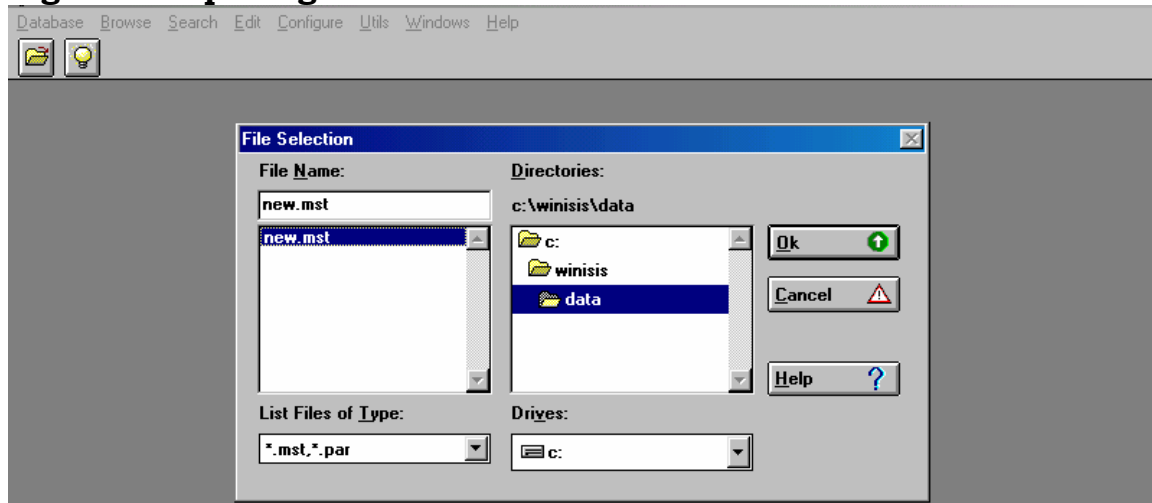 Database Browse Search Edit Configure Utils Windows Help
File Selection
File Name:
new.mst
new.mst
List Files of Type:
*.mst,*.par
Directories:
c:\winisis\data
c:
winisis
data
Drives:
c:
Ok
Cancel
Help